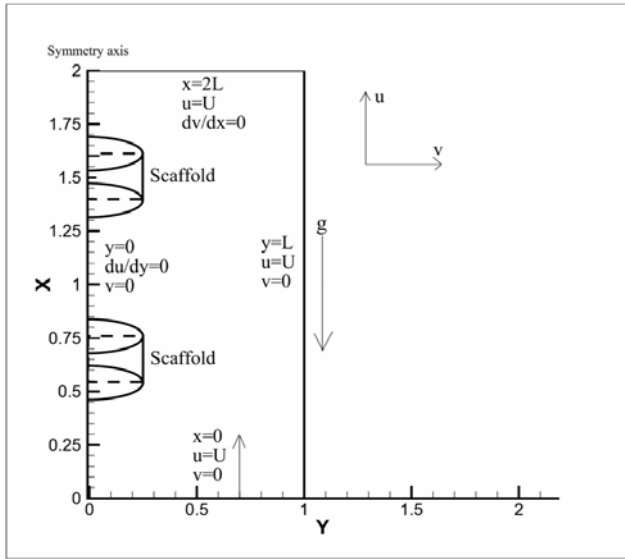 Symmetry axis
2
x=2L
u=U
dv/dx=0
u
v
1.75
Scaffold
1.5
g
1.25
y=0
du/dy=0
v=0
y=L
u=U
v=0
X
1
0.75
Scaffold
0.5
x=0
u=U
v=0
0.25
0
0 0.5 1 1.5 2
Y